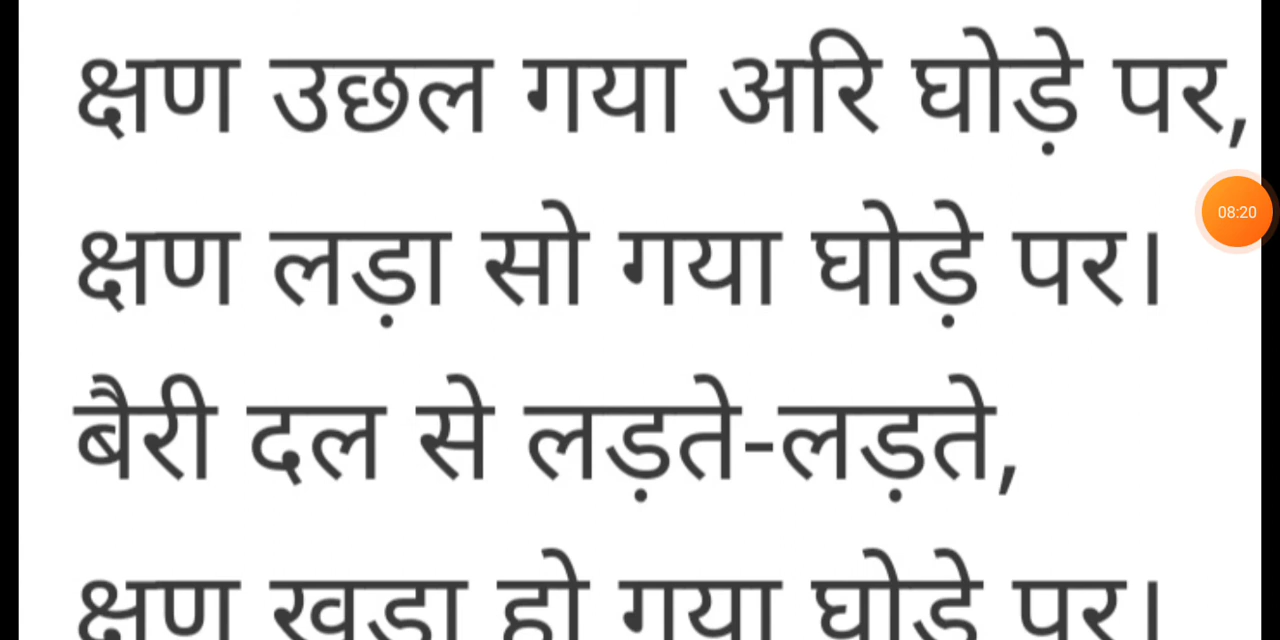 क्षण उछल गया अरि घोड़े पर,
08:20
क्षण लड़ा सो गया घोड़े पर।
बैरी दल से लड़ते-लड़ते,
क्षण खड़ा हो गया घोड़े पर।